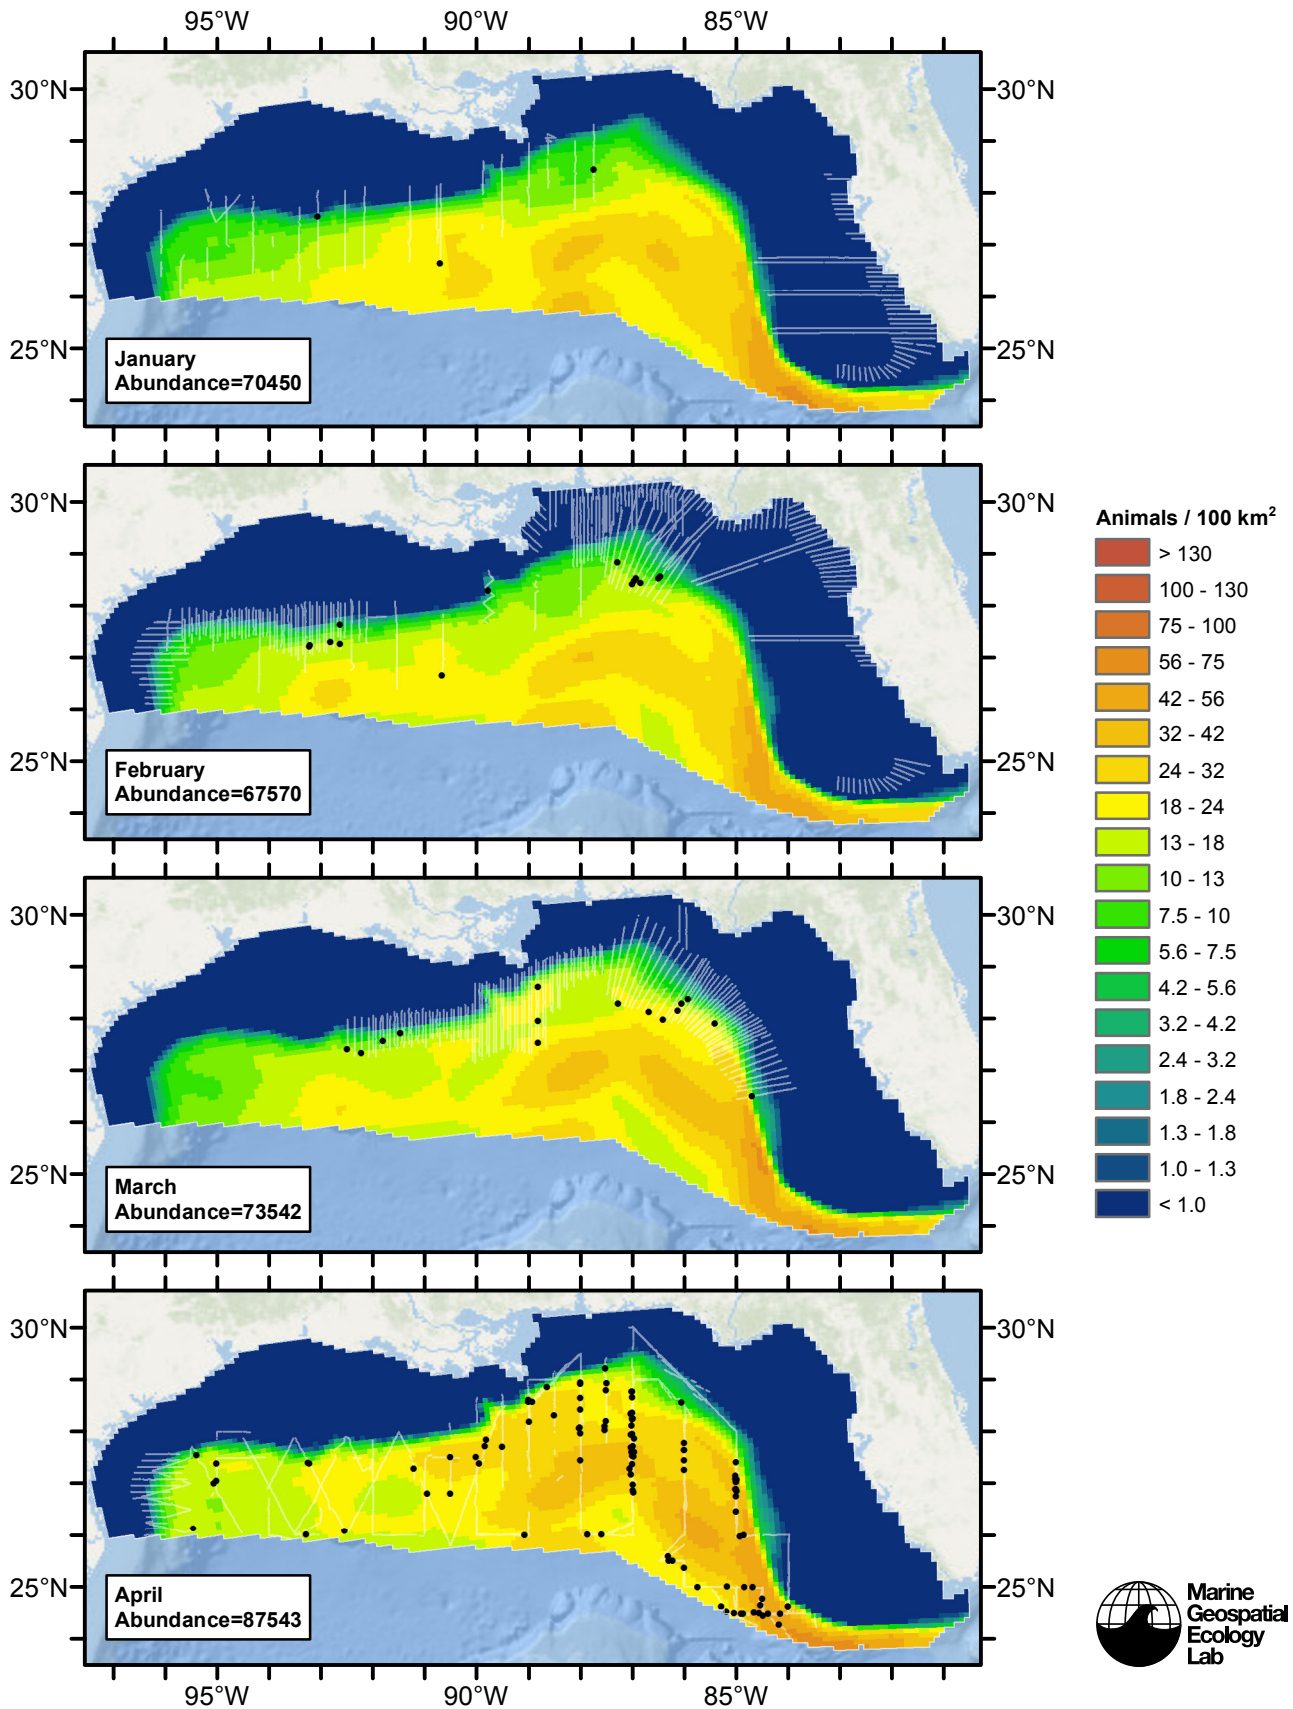 95°W 90°W 85°W
30°N 30°N
25°N 25°N
January
Abundance=70450
30°N 30°N
25°N 25°N
February
Abundance=67570
Animals / 100 km²
> 130
100 - 130
75 - 100
56 - 75
42 - 56
32 - 42
24 - 32
18 - 24
13 - 18
10 - 13
7.5 - 10
5.6 - 7.5
4.2 - 5.6
3.2 - 4.2
2.4 - 3.2
1.8 - 2.4
1.3 - 1.8
1.0 - 1.3
< 1.0
30°N 30°N
25°N 25°N
March
Abundance=73542
30°N 30°N
25°N 25°N
April
Abundance=87543
95°W 90°W 85°W
Marine
Geospatial
Ecology
Lab